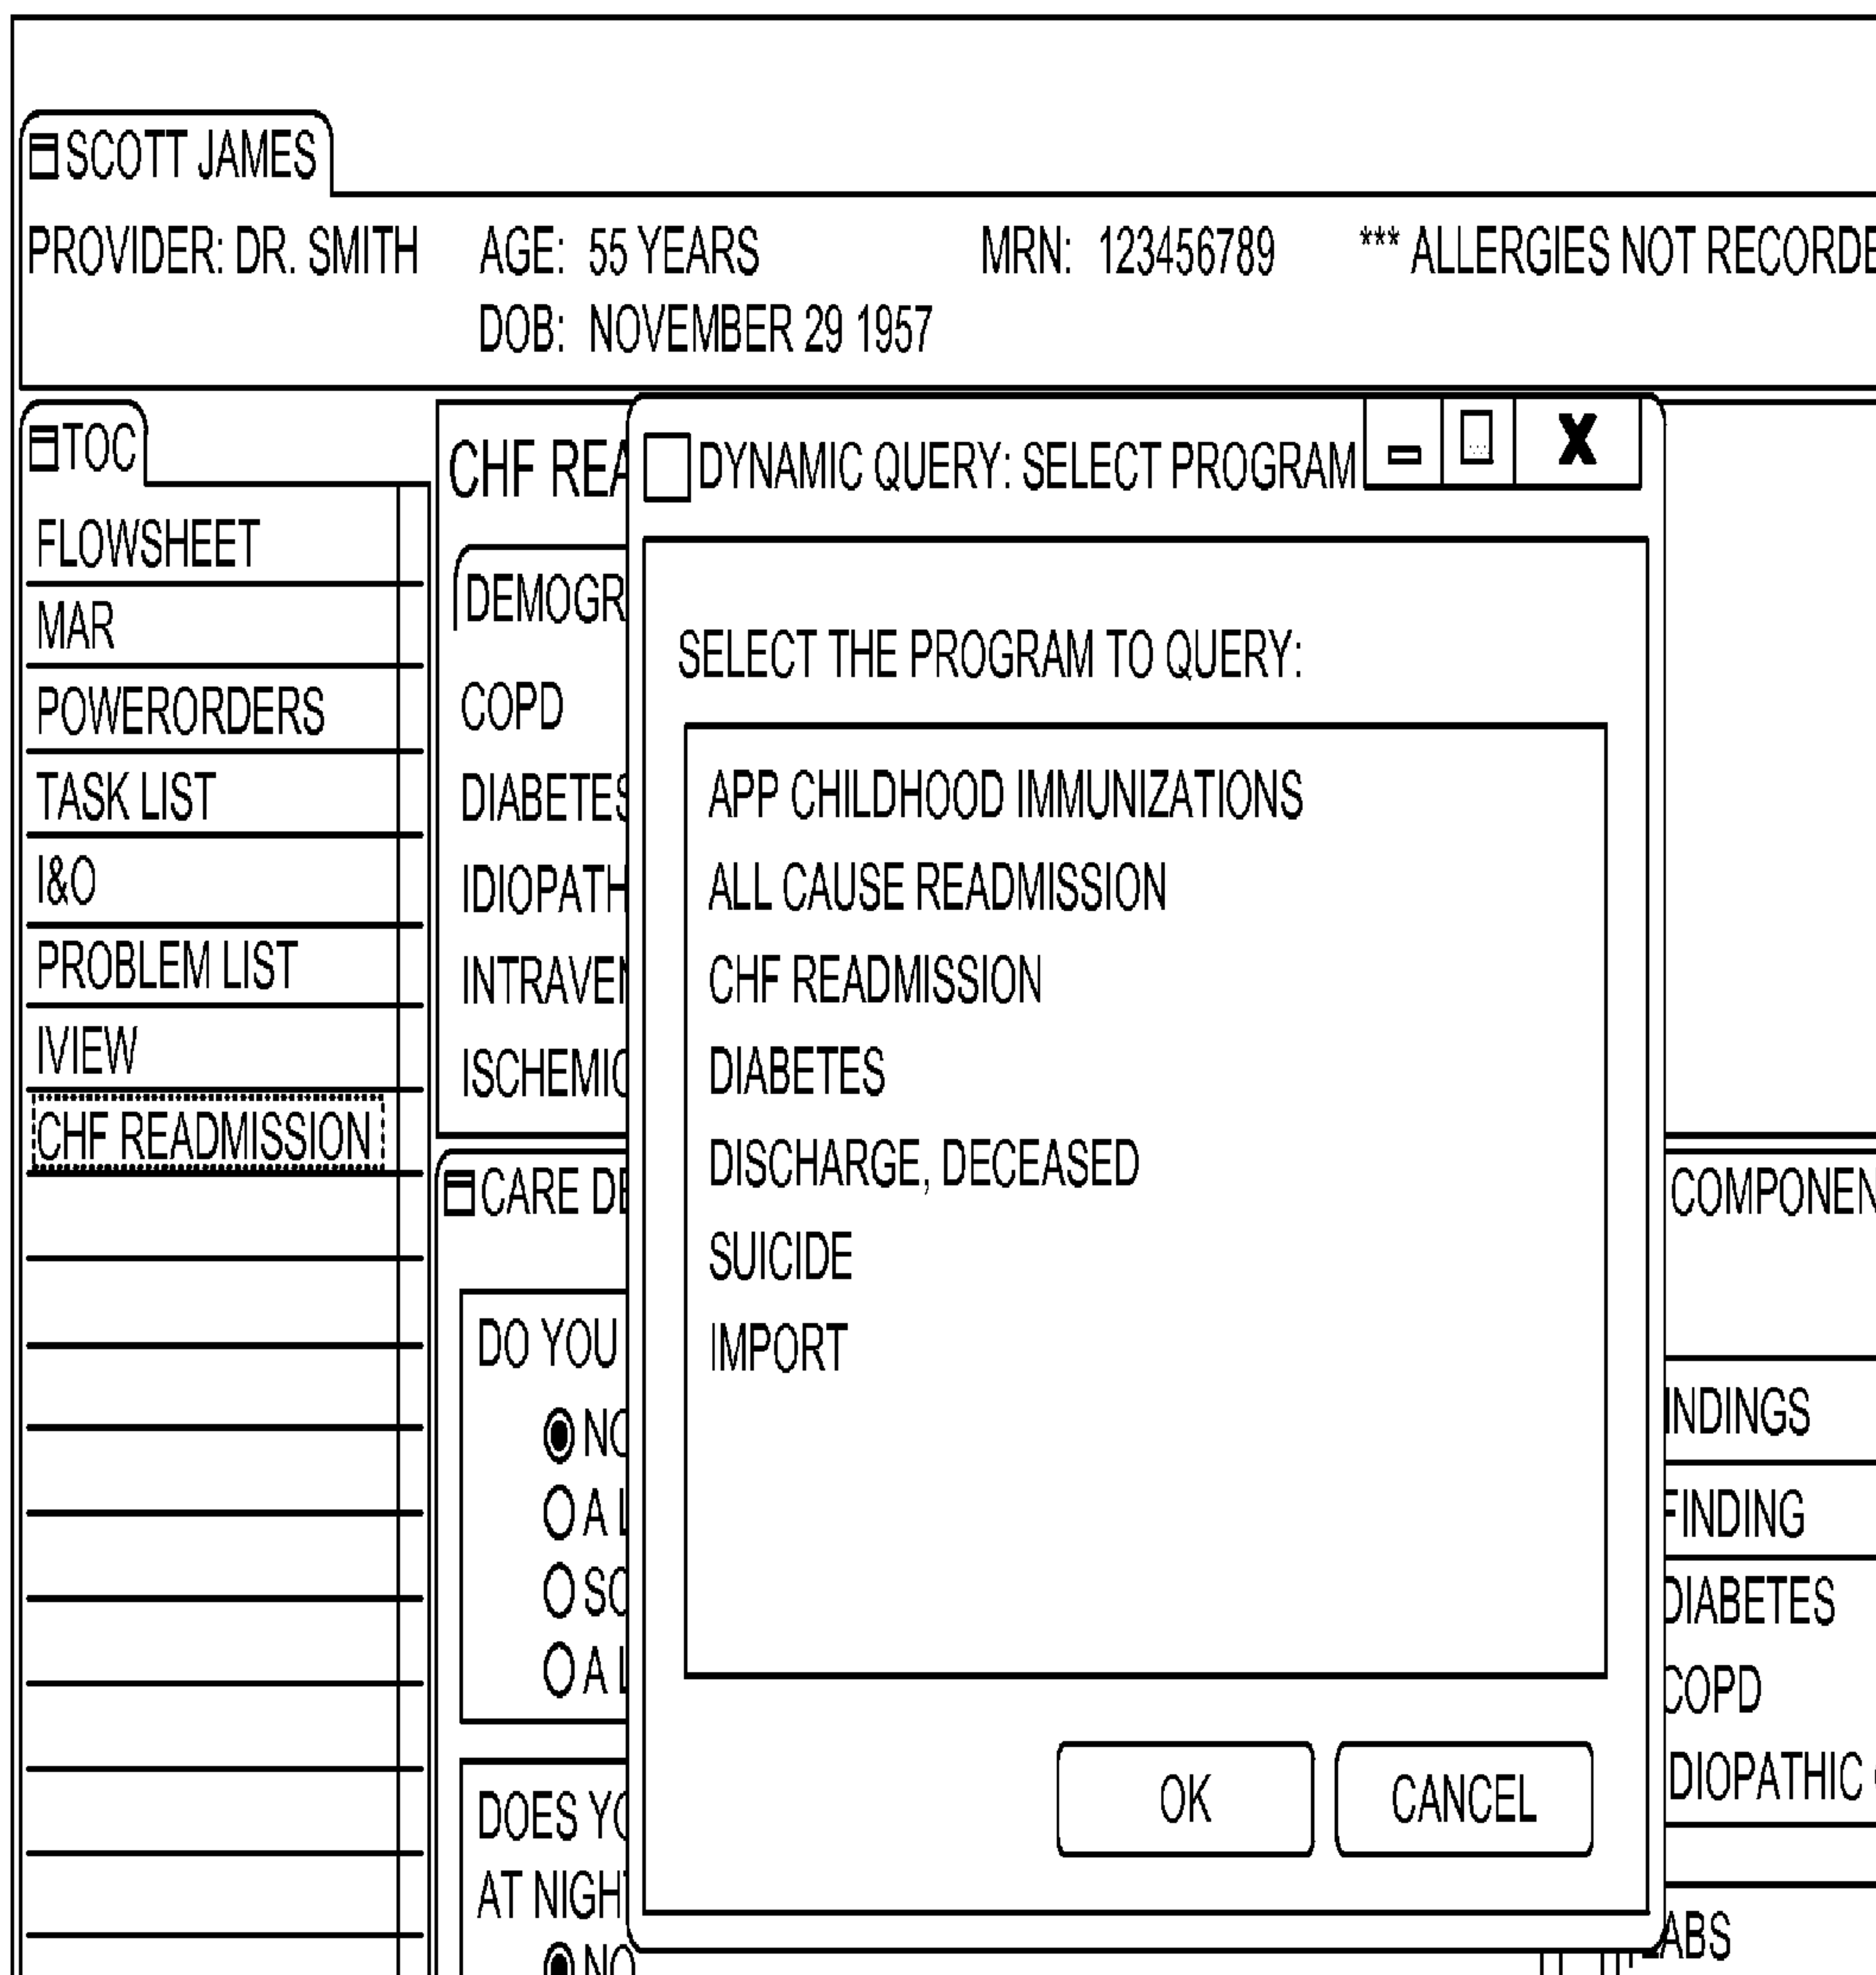 SCOTT JAMES
PROVIDER: DR. SMITH AGE: 55 YEARS MRN: 123456789 *** ALLERGIES NOT RECORDE
DOB: NOVEMBER 29 1957
TOC
FLOWSHEET
MAR
POWERORDERS
TASK LIST
I&O
PROBLEM LIST
IVIEW
CHF READMISSION
CHF REA
DEMOGR
COPD
DIABETES
IDIOPATH
INTRAVEN
ISCHEMIC
CARE DE
DO YOU
NO
A L
SO
A L
DOES YO
AT NIGHT
NO
DYNAMIC QUERY: SELECT PROGRAM
X
SELECT THE PROGRAM TO QUERY:
APP CHILDHOOD IMMUNIZATIONS
ALL CAUSE READMISSION
CHF READMISSION
DIABETES
DISCHARGE, DECEASED
SUICIDE
IMPORT
OK CANCEL
COMPONEN
INDINGS
FINDING
DIABETES
COPD
DIOPATHIC
LABS